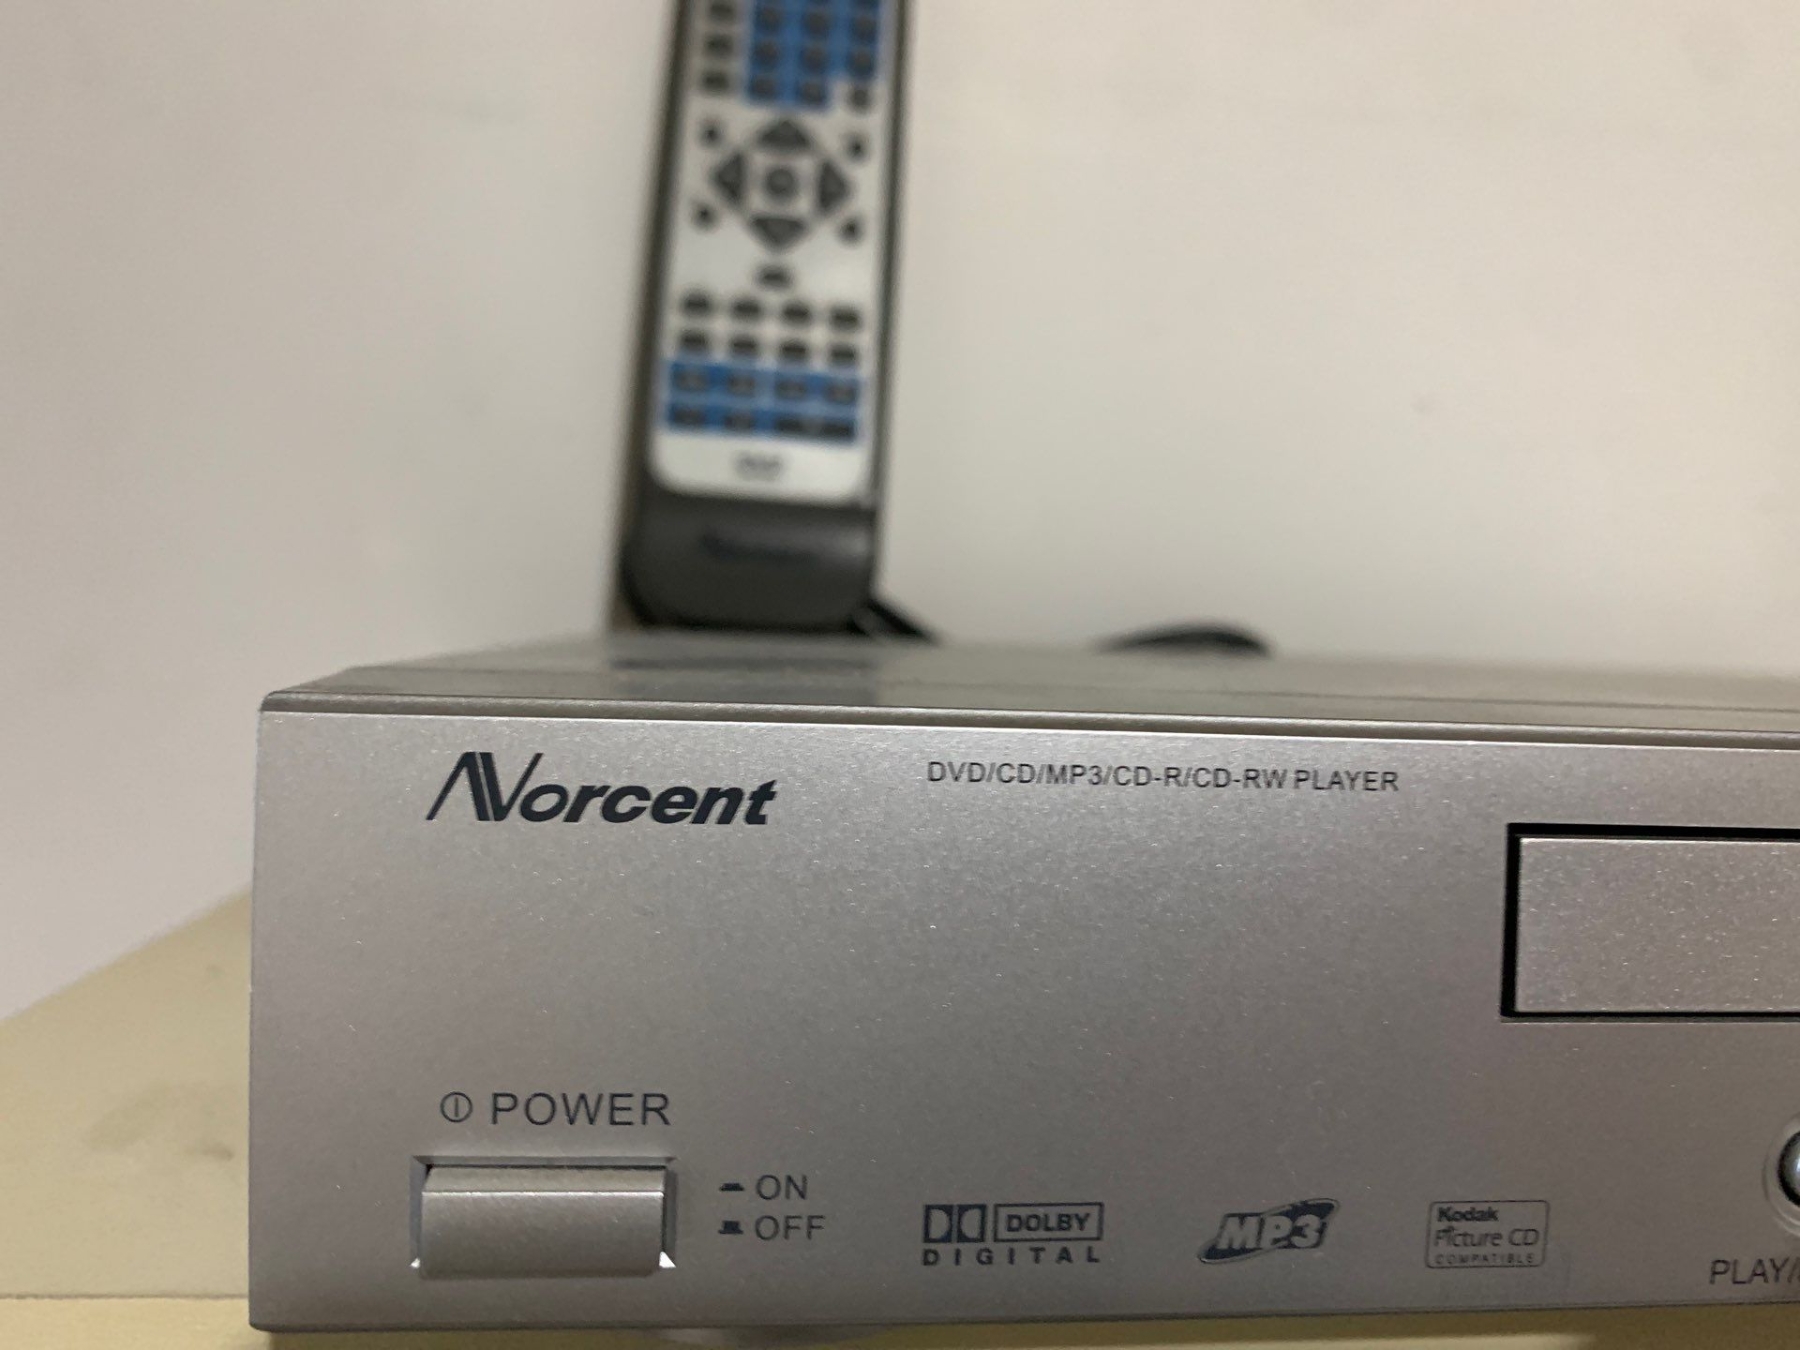 Norcent
DVD/CD/MP3/CD-R/CD-RW PLAYER
POWER
ON
OFF
DOLBY
DIGITAL
MP3
Kodak
Picture CD
COMPATIBLE
PLAY/